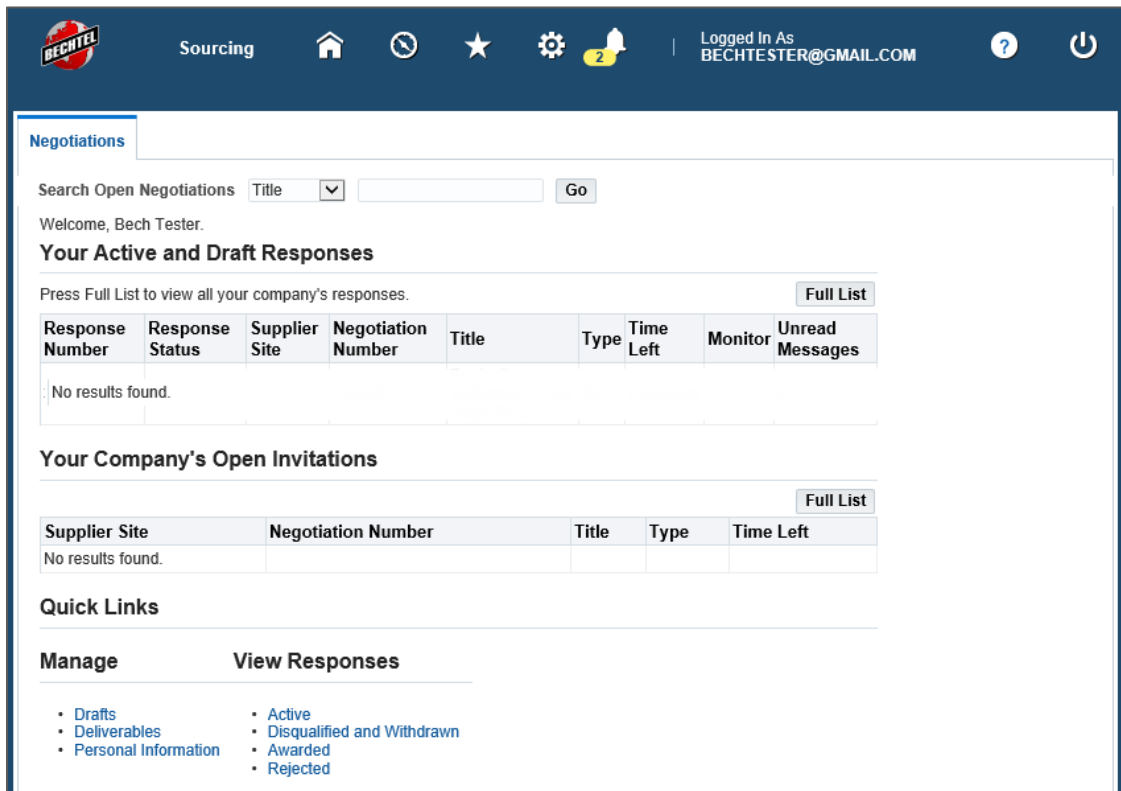 BECHTEL
Sourcing
2
Logged In As
BECHTESTER@GMAIL.COM
?
Negotiations
Search Open Negotiations Title Go
Welcome, Bech Tester.
Your Active and Draft Responses
Press Full List to view all your company's responses. Full List
Response Number Response Status Supplier Site Negotiation Number Title Type Time Left Monitor Unread Messages
No results found.
Your Company's Open Invitations
Full List
Supplier Site Negotiation Number Title Type Time Left
No results found.
Quick Links
Manage View Responses
• Drafts • Active
• Deliverables • Disqualified and Withdrawn
• Personal Information • Awarded
• Rejected